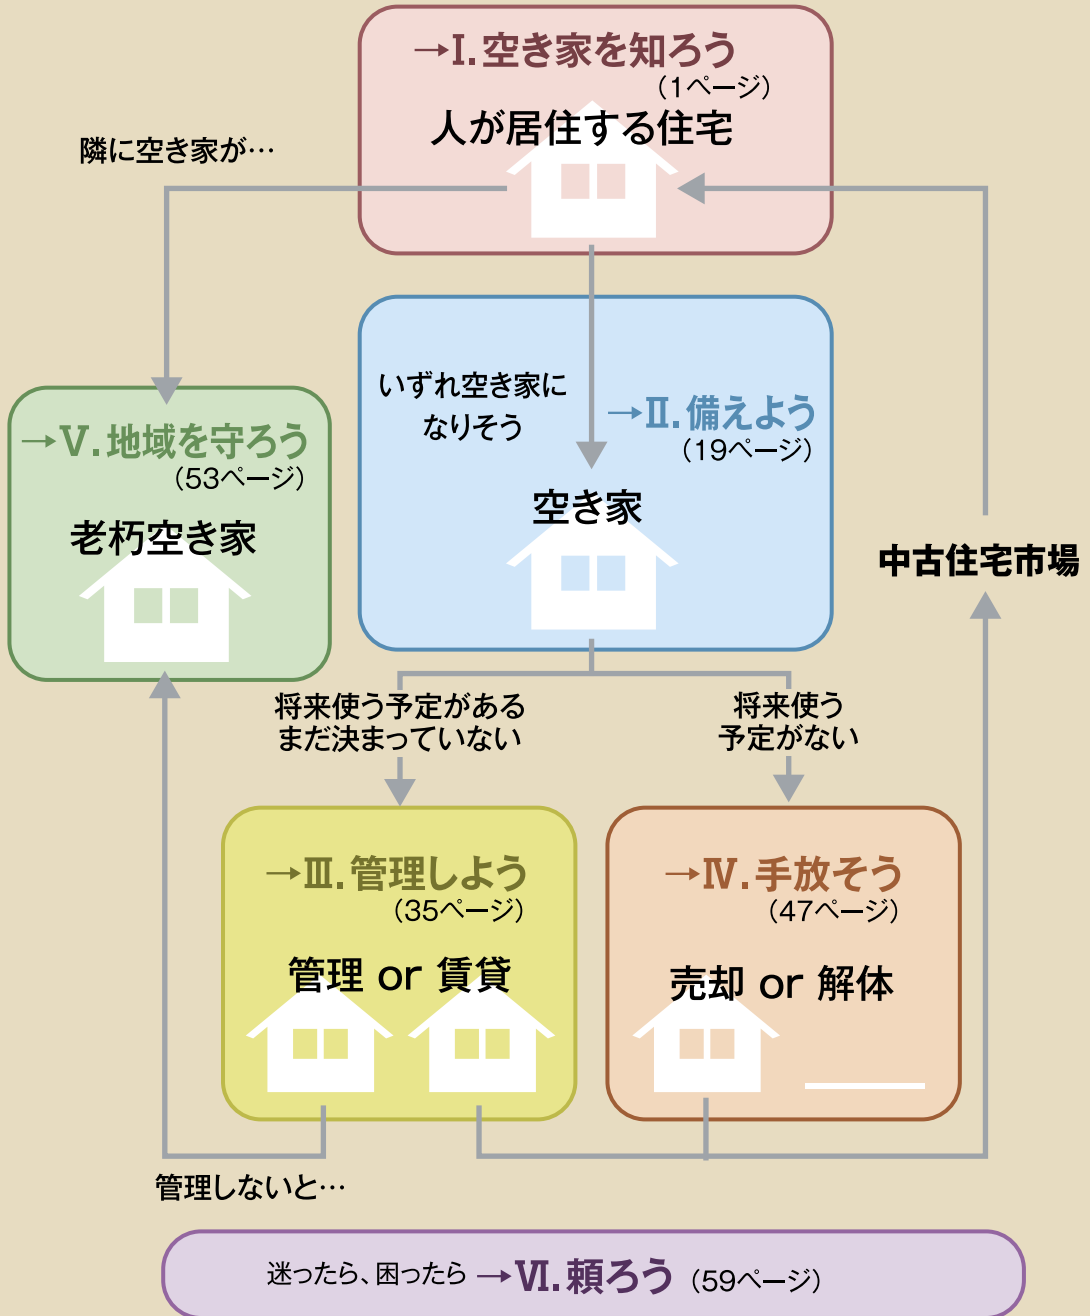 →Ⅰ.空き家を知ろう
（1ページ）
人が居住する住宅
隣に空き家が…
いずれ空き家に
なりそう
→Ⅱ.備えよう
（19ページ）
空き家
→Ⅴ.地域を守ろう
（53ページ）
老朽空き家
中古住宅市場
将来使う予定がある
まだ決まっていない
将来使う
予定がない
→Ⅲ.管理しよう
（35ページ）
管理 or 賃貸
→Ⅳ.手放そう
（47ページ）
売却 or 解体
管理しないと…
迷ったら、困ったら →Ⅵ.頼ろう （59ページ）